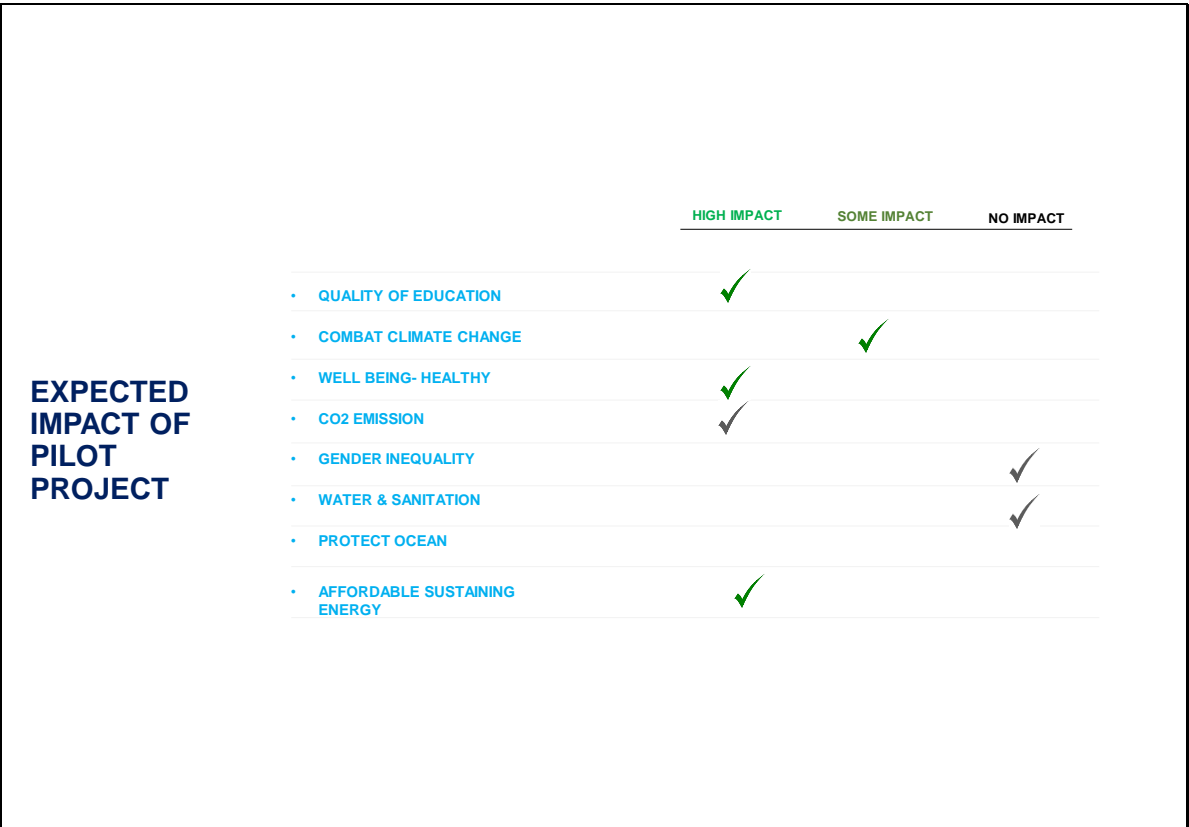 HIGH IMPACT SOME IMPACT NO IMPACT
• QUALITY OF EDUCATION
• COMBAT CLIMATE CHANGE
• WELL BEING- HEALTHY
• CO2 EMISSION
• GENDER INEQUALITY
• WATER & SANITATION
• PROTECT OCEAN
• AFFORDABLE SUSTAINING
ENERGY
EXPECTED
IMPACT OF
PILOT
PROJECT